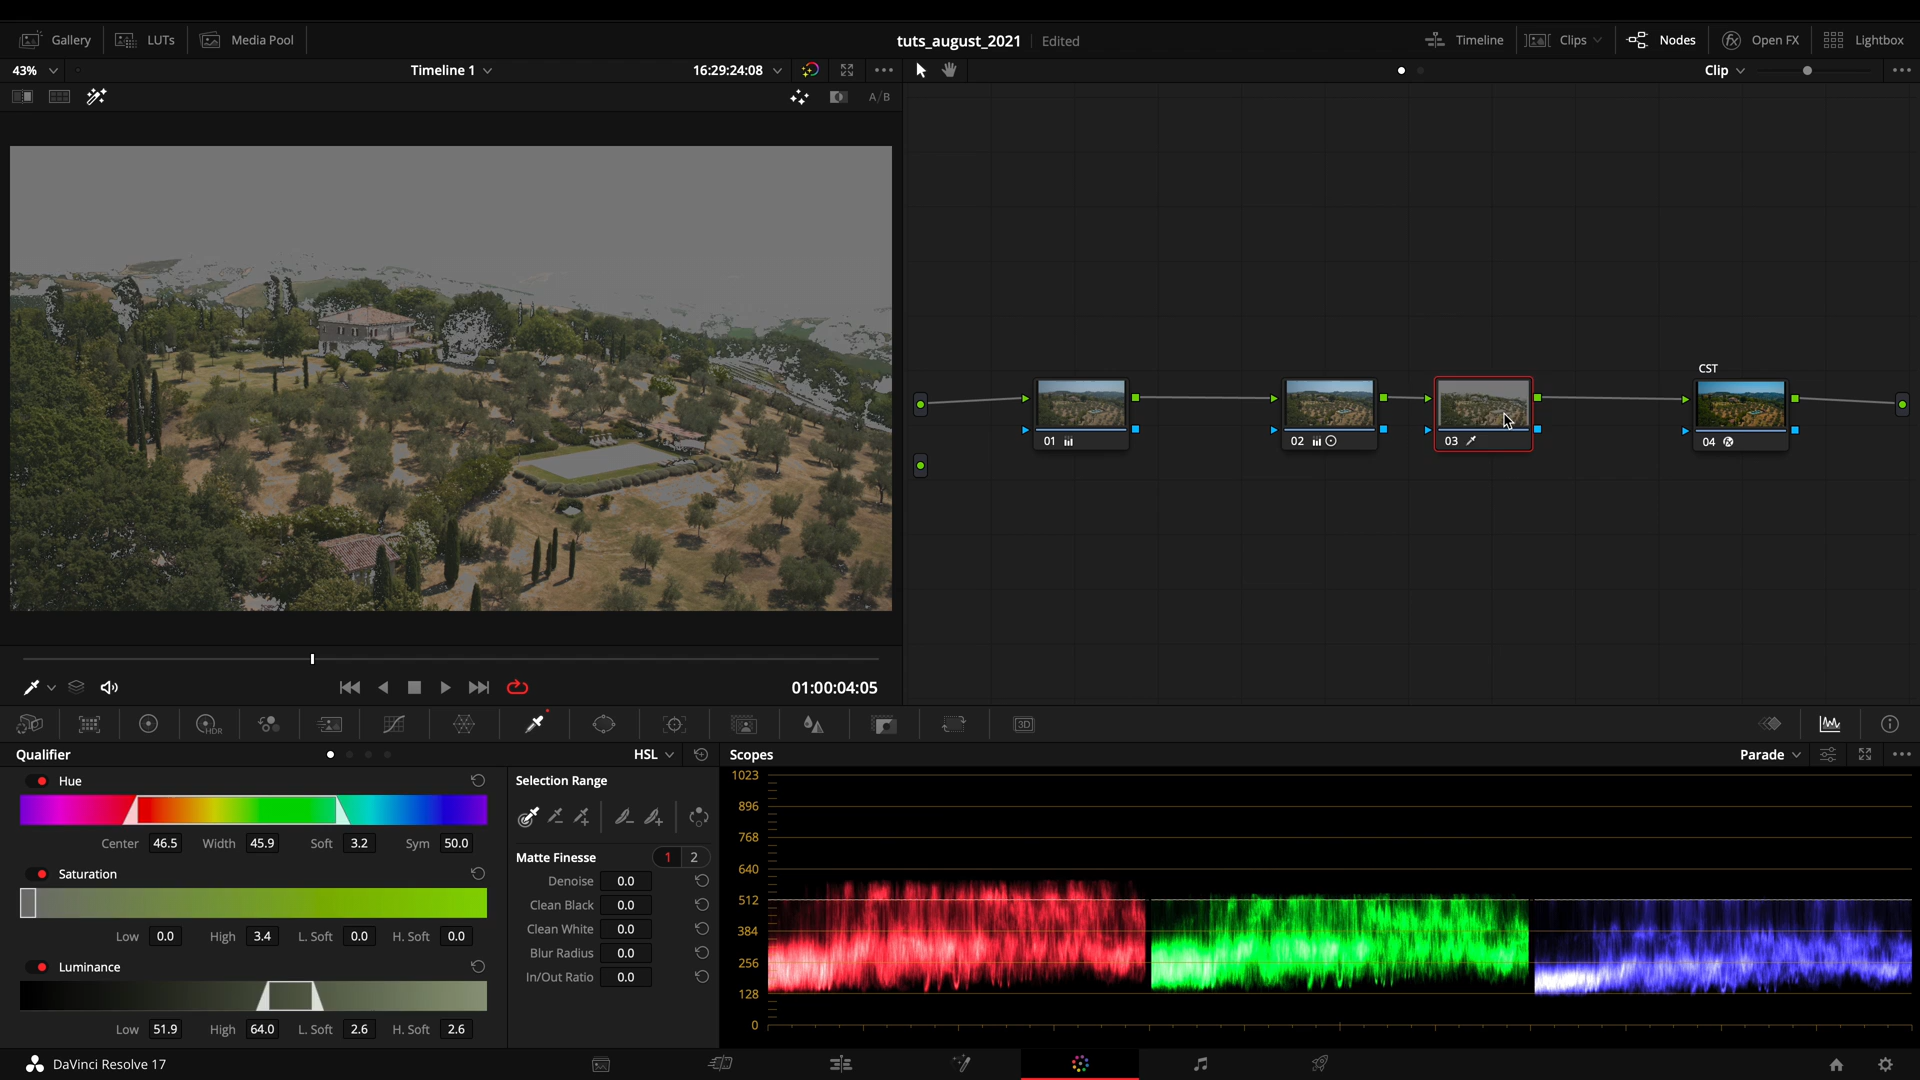 Gallery LUTs Media Pool tuts_august_2021 Edited Timeline Clips Nodes Open FX Lightbox
43% Timeline 1 16:29:24:08 Clip
A/B
CST
01 02 03 04
01:00:04:05
HDR 3D
Qualifier HSL Scopes Parade
Hue
Center 46.5 Width 45.9 Soft 3.2 Sym 50.0
Saturation
Low 0.0 High 3.4 L. Soft 0.0 H. Soft 0.0
Luminance
Low 51.9 High 64.0 L. Soft 2.6 H. Soft 2.6
Selection Range
Matte Finesse 1 2
Denoise 0.0
Clean Black 0.0
Clean White 0.0
Blur Radius 0.0
In/Out Ratio 0.0
1023
896
768
640
512
384
256
128
0
DaVinci Resolve 17